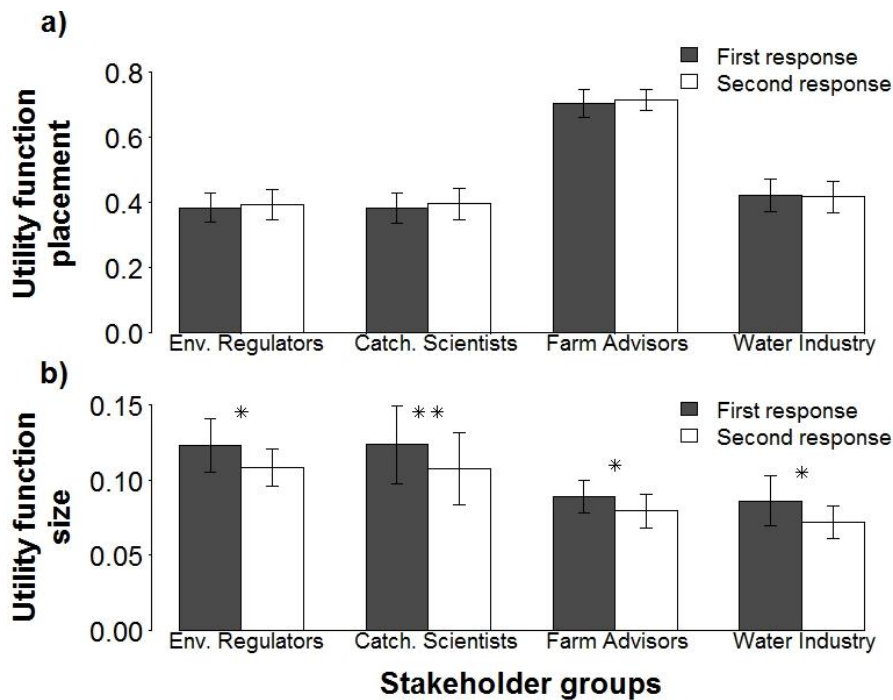 a)
Utility function
placement
0.8
0.6
0.4
0.2
0.0
First response
Second response
Env. Regulators
Catch. Scientists
Farm Advisors
Water Industry
b)
Utility function
size
0.15
0.10
0.05
0.00
First response
Second response
*
**
*
*
Env. Regulators
Catch. Scientists
Farm Advisors
Water Industry
Stakeholder groups